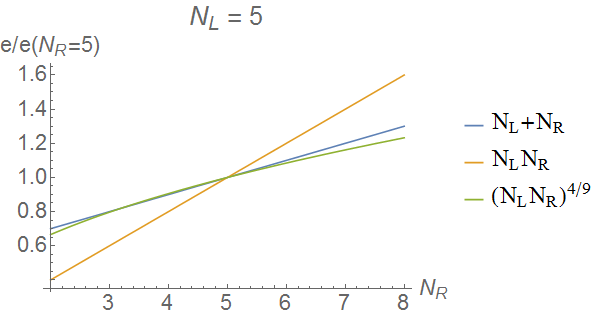 N_L = 5
e/e(N_R=5)
1.6
1.4
1.2
1.0
0.8
0.6
3 4 5 6 7 8 N_R
N_L+N_R
N_L N_R
(N_L N_R)^{4/9}